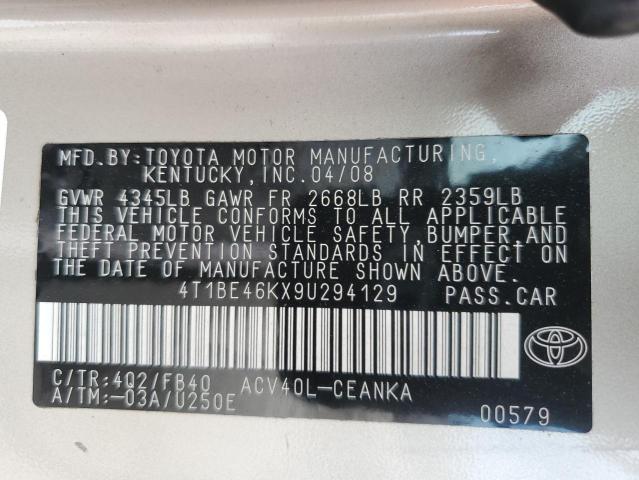 MFD.BY:TOYOTA MOTOR MANUFACTURING,
KENTUCKY,INC.04/08
GVWR 4345LB GAWR FR 2668LB RR 2359LB
THIS VEHICLE CONFORMS TO ALL APPLICABLE
FEDERAL MOTOR VEHICLE SAFETY,BUMPER,AND
THEFT PREVENTION STANDARDS IN EFFECT ON
THE DATE OF MANUFACTURE SHOWN ABOVE.
4T1BE46KX9U294129 PASS.CAR
C/TR:4Q2/FB40 ACV40L-CEANKA
A/TM:-03A/U250E
00579